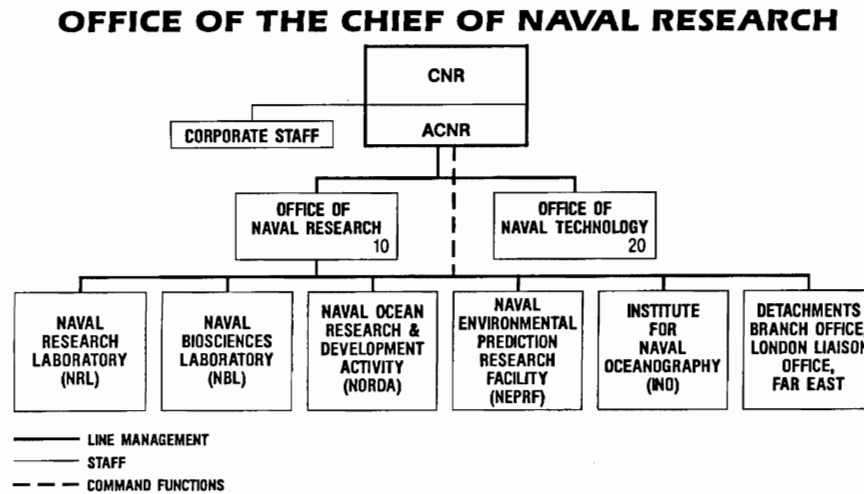 OFFICE OF THE CHIEF OF NAVAL RESEARCH
CNR
CORPORATE STAFF
ACNR
OFFICE OF
NAVAL RESEARCH
10
OFFICE OF
NAVAL TECHNOLOGY
20
NAVAL
RESEARCH
LABORATORY
(NRL)
NAVAL
BIOSCIENCES
LABORATORY
(NBL)
NAVAL OCEAN
RESEARCH &
DEVELOPMENT
ACTIVITY
(NORDA)
NAVAL
ENVIRONMENTAL
PREDICTION
RESEARCH
FACILITY
(NEPRF)
INSTITUTE
FOR
NAVAL
OCEANOGRAPHY
(INO)
DETACHMENTS
BRANCH OFFICE,
LONDON LIAISON
OFFICE,
FAR EAST
LINE MANAGEMENT
STAFF
COMMAND FUNCTIONS